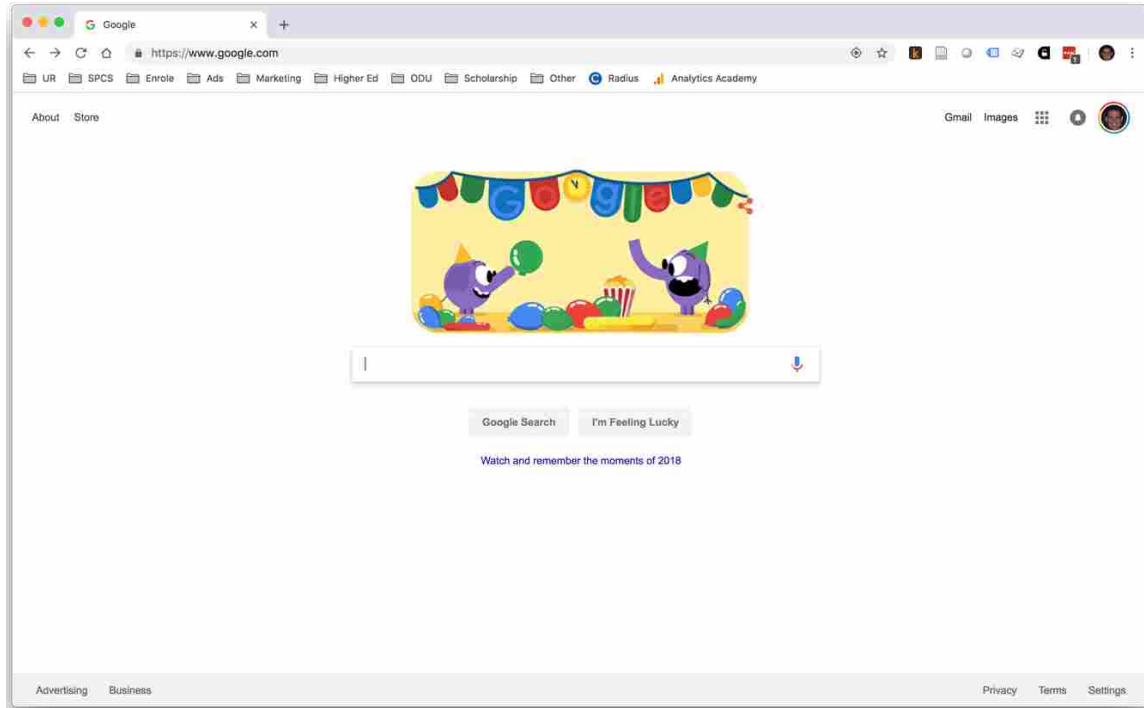 Google
https://www.google.com
UR SPCS Enrole Ads Marketing Higher Ed ODU Scholarship Other Radius Analytics Academy
About Store Gmail Images
Google
Google Search I'm Feeling Lucky
Watch and remember the moments of 2018
Advertising Business Privacy Terms Settings